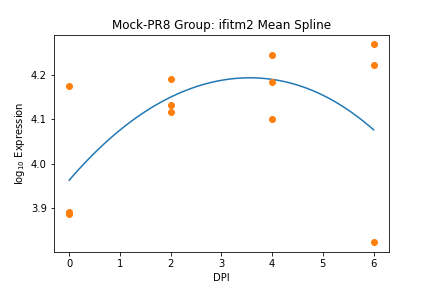 Mock-PR8 Group: ifitm2 Mean Spline
log₁₀ Expression
4.2
4.1
4.0
3.9
0 1 2 3 4 5 6
DPI